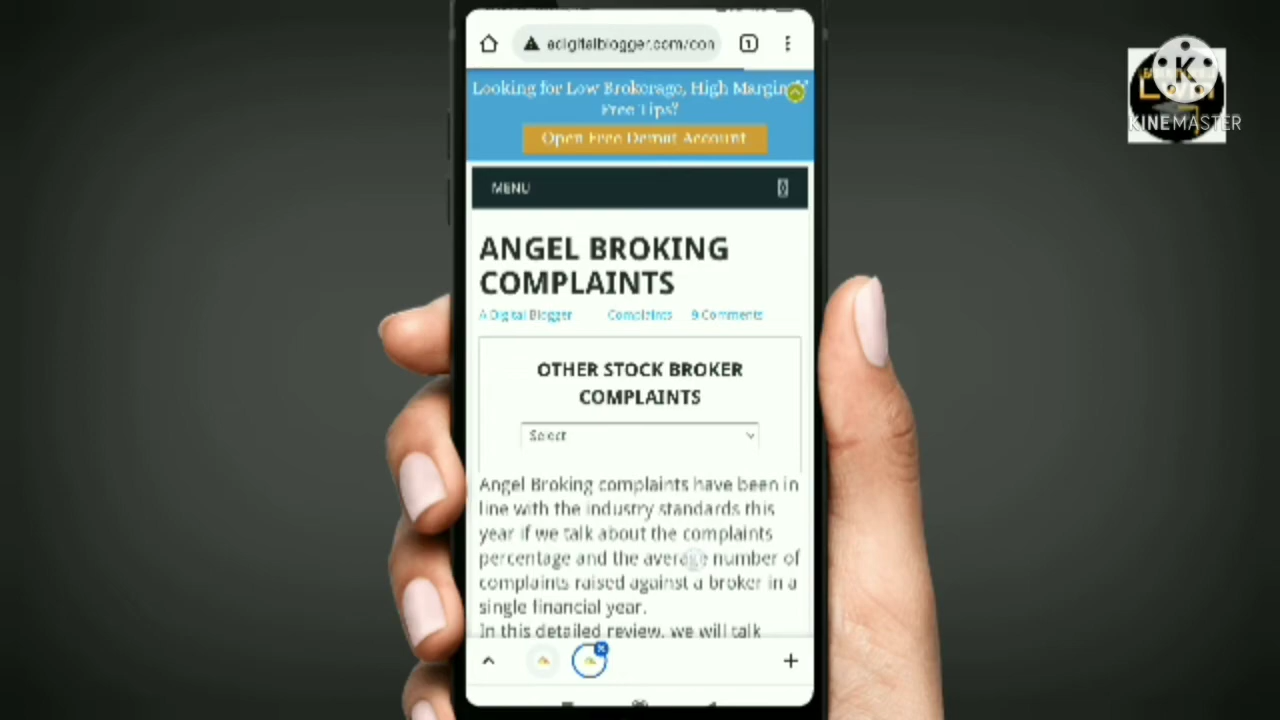 adigitalblogger.com/con
1
Looking for Low Brokerage, High Margin
Free Tips?
Open Free Demat Account
MENU
ANGEL BROKING
COMPLAINTS
A Digital Blogger Complaints 9 Comments
OTHER STOCK BROKER
COMPLAINTS
Select
Angel Broking complaints have been in
line with the industry standards this
year if we talk about the complaints
percentage and the average number of
complaints raised against a broker in a
single financial year.
In this detailed review, we will talk
K
KINEMASTER